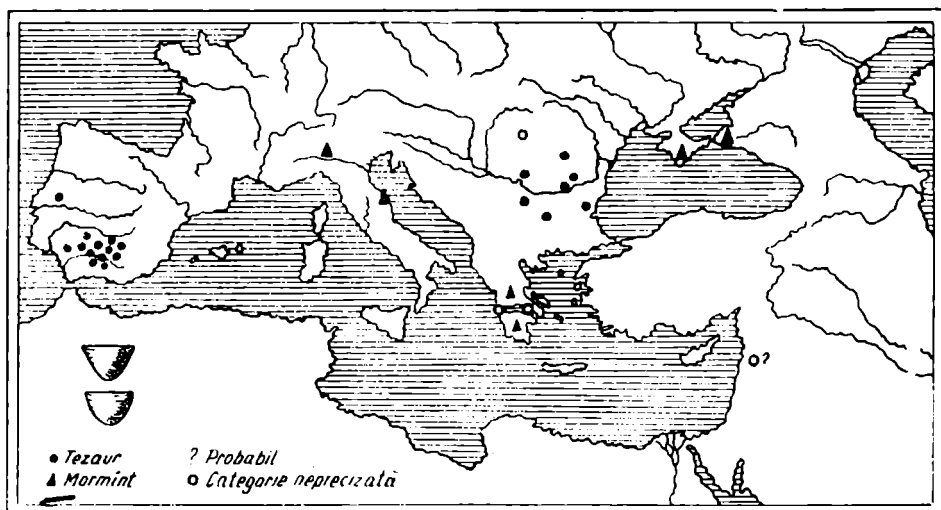 ?
● Tezaur ? Probabil
▲ Mormînt ○ Categorie neprecizată